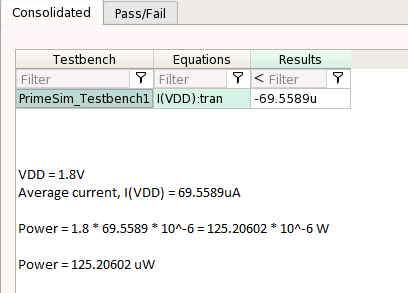 Consolidated Pass/Fail
Testbench Equations Results
Filter Filter < Filter
PrimeSim_Testbench1 I(VDD):tran -69.5589u
VDD = 1.8V
Average current, I(VDD) = 69.5589uA
Power = 1.8 * 69.5589 * 10^-6 = 125.20602 * 10^-6 W
Power = 125.20602 uW